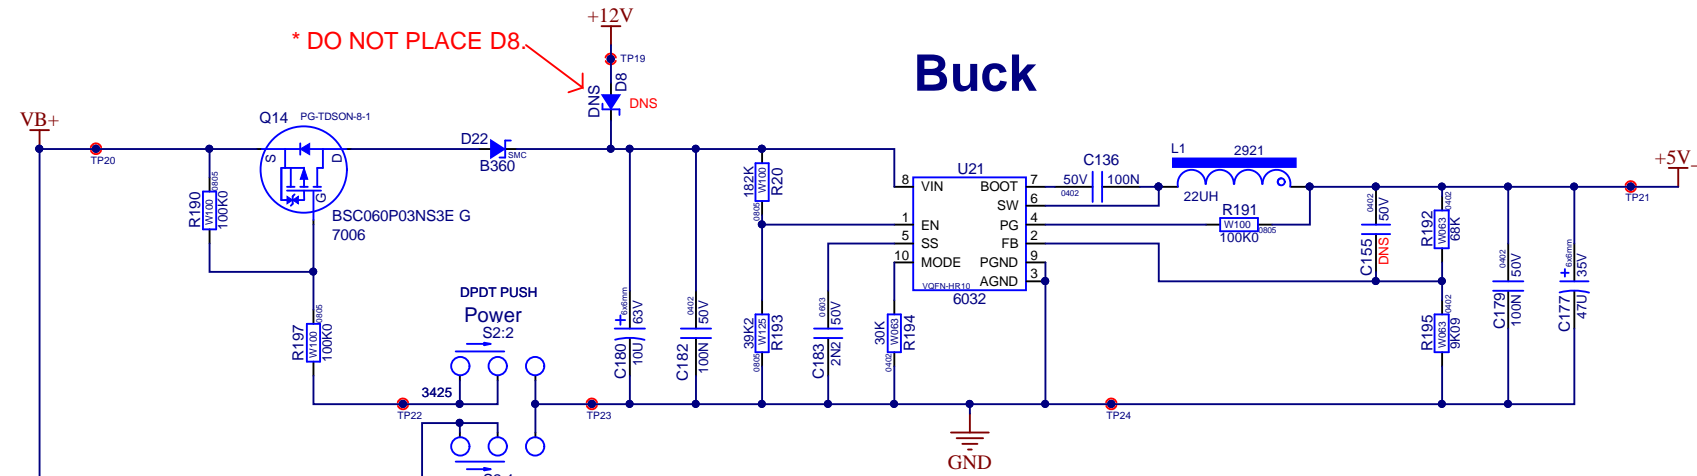 +12V
* DO NOT PLACE D8.
TP19
Buck
D8
DNS
DNS
VB+
Q14
PG-TDSON-8-1
TP20
S
D
G
D22
SMC
B360
R190
W100
100K0
0805
BSC060P03NS3E G
7006
182K
W100
R20
0805
U21
8
VIN
BOOT
7
SW
6
1
EN
PG
4
5
SS
FB
2
10
MODE
PGND
9
AGND
3
VQFN-HR10
6032
C136
50V
100N
0402
L1
2921
22UH
R191
W100
100K0
0805
+5V_
TP21
0402
50V
C155
DNS
0402
R192
W063
68K
0402
50V
C179
100N
6x6mm
35V
+
C177
47U
0402
R195
W063
9K09
DPDT PUSH
Power
S2:2
3425
0805
R197
W100
100K0
TP22
6x6mm
63V
+
C180
10U
0402
50V
C182
100N
39K2
W125
R193
0805
0603
50V
C183
2N2
30K
W063
R194
0402
TP23
TP24
GND